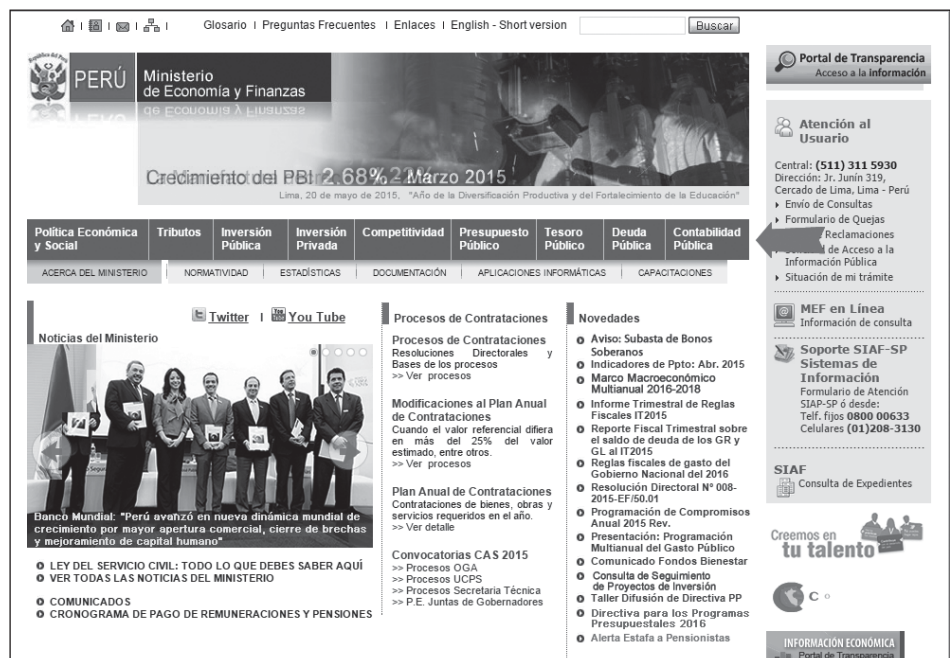 Glosario I Preguntas Frecuentes I Enlaces I English - Short version
Buscar
PERÚ
Ministerio
de Economía y Finanzas
2.68%
Marzo 2015
Lima, 20 de mayo de 2015, "Año de la Diversificación Productiva y del Fortalecimiento de la Educación"
Política Económica y Social
Tributos
Inversión Pública
Inversión Privada
Competitividad
Presupuesto Público
Tesoro Público
Deuda Pública
Contabilidad Pública
ACERCA DEL MINISTERIO
NORMATIVIDAD
ESTADÍSTICAS
DOCUMENTACIÓN
APLICACIONES INFORMÁTICAS
CAPACITACIONES
Twitter I You Tube
Noticias del Ministerio
Banco Mundial: "Perú avanzó en nueva dinámica mundial de
crecimiento por mayor apertura comercial, cierre de brechas
y mejoramiento de capital humano"
LEY DEL SERVICIO CIVIL: TODO LO QUE DEBES SABER AQUÍ
VER TODAS LAS NOTICIAS DEL MINISTERIO
COMUNICADOS
CRONOGRAMA DE PAGO DE REMUNERACIONES Y PENSIONES
Procesos de Contrataciones
Procesos de Contrataciones
Resoluciones Directorales y
Bases de los procesos
>> Ver procesos
Modificaciones al Plan Anual
de Contrataciones
Cuando el valor referencial difiera
en más del 25% del valor
estimado, entre otros.
>> Ver procesos
Plan Anual de Contrataciones
Contrataciones de bienes, obras y
servicios requeridos en el año.
>> Ver detalle
Convocatorias CAS 2015
>> Procesos OGA
>> Procesos UCPS
>> Procesos Secretaria Técnica
>> P.E. Juntas de Gobernadores
Novedades
Aviso: Subasta de Bonos
Soberanos
Indicadores de Ppto: Abr. 2015
Marco Macroeconómico
Multianual 2016-2018
Informe Trimestral de Reglas
Fiscales IT2015
Reporte Fiscal Trimestral sobre
el saldo de deuda de los GR y
GL al IT2015
Reglas fiscales de gasto del
Gobierno Nacional del 2016
Resolución Directoral Nº 008-
2015-EF/50.01
Programación de Compromisos
Anual 2015 Rev.
Presentación: Programación
Multianual del Gasto Público
Comunicado Fondos Bienestar
Consulta de Seguimiento
de Proyectos de Inversión
Taller Difusión de Directiva PP
Directiva para los Programas
Presupuestales 2016
Alerta Estafa a Pensionistas
Portal de Transparencia
Acceso a la información
Atención al
Usuario
Central: (511) 311 5930
Dirección: Jr. Junín 319,
Cercado de Lima, Lima - Perú
Envío de Consultas
Formulario de Quejas
Reclamaciones
de Acceso a la
Información Pública
Situación de mi trámite
MEF en Línea
Información de consulta
Soporte SIAF-SP
Sistemas de
Información
Formulario de Atención
SIAP-SP ó desde:
Telf. fijos 0800 00633
Celulares (01)208-3130
SIAF
Consulta de Expedientes
Creemos en
tu talento
C o
INFORMACIÓN ECONÓMICA
Portal de Transparencia